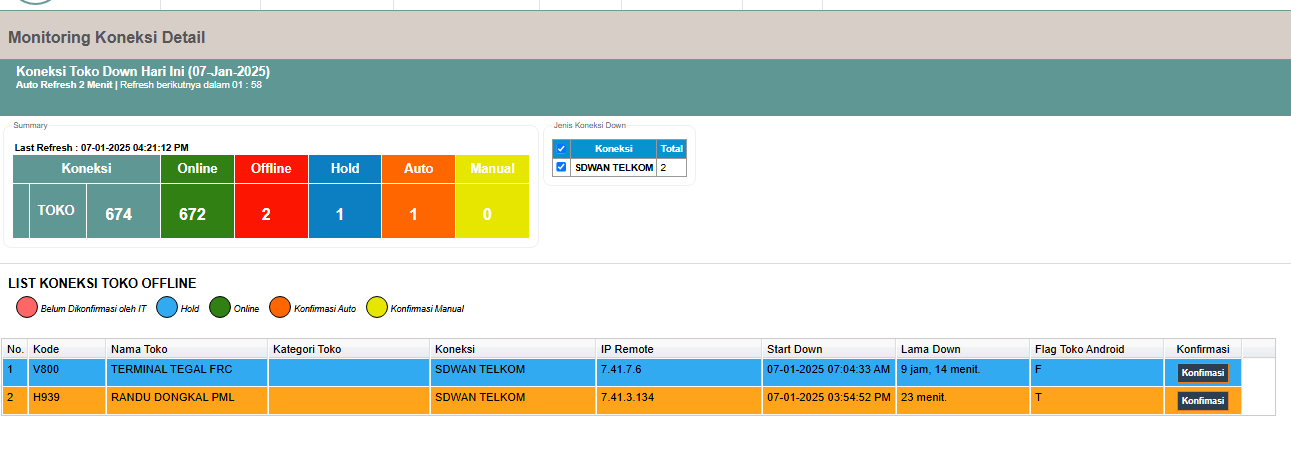 Monitoring Koneksi Detail
Koneksi Toko Down Hari Ini (07-Jan-2025)
Auto Refresh 2 Menit | Refresh berikutnya dalam 01 : 58
Summary
Last Refresh : 07-01-2025 04:21:12 PM
Koneksi Online Offline Hold Auto Manual
TOKO 674 672 2 1 1 0
Jenis Koneksi Down
Koneksi Total
SDWAN TELKOM 2
LIST KONEKSI TOKO OFFLINE
Belum Dikonfirmasi oleh IT Hold Online Konfirmasi Auto Konfirmasi Manual
No. Kode Nama Toko Kategori Toko Koneksi IP Remote Start Down Lama Down Flag Toko Android Konfirmasi
1 V800 TERMINAL TEGAL FRC SDWAN TELKOM 7.41.7.6 07-01-2025 07:04:33 AM 9 jam, 14 menit. F Konfimasi
2 H939 RANDU DONGKAL PML SDWAN TELKOM 7.41.3.134 07-01-2025 03:54:52 PM 23 menit. T Konfimasi